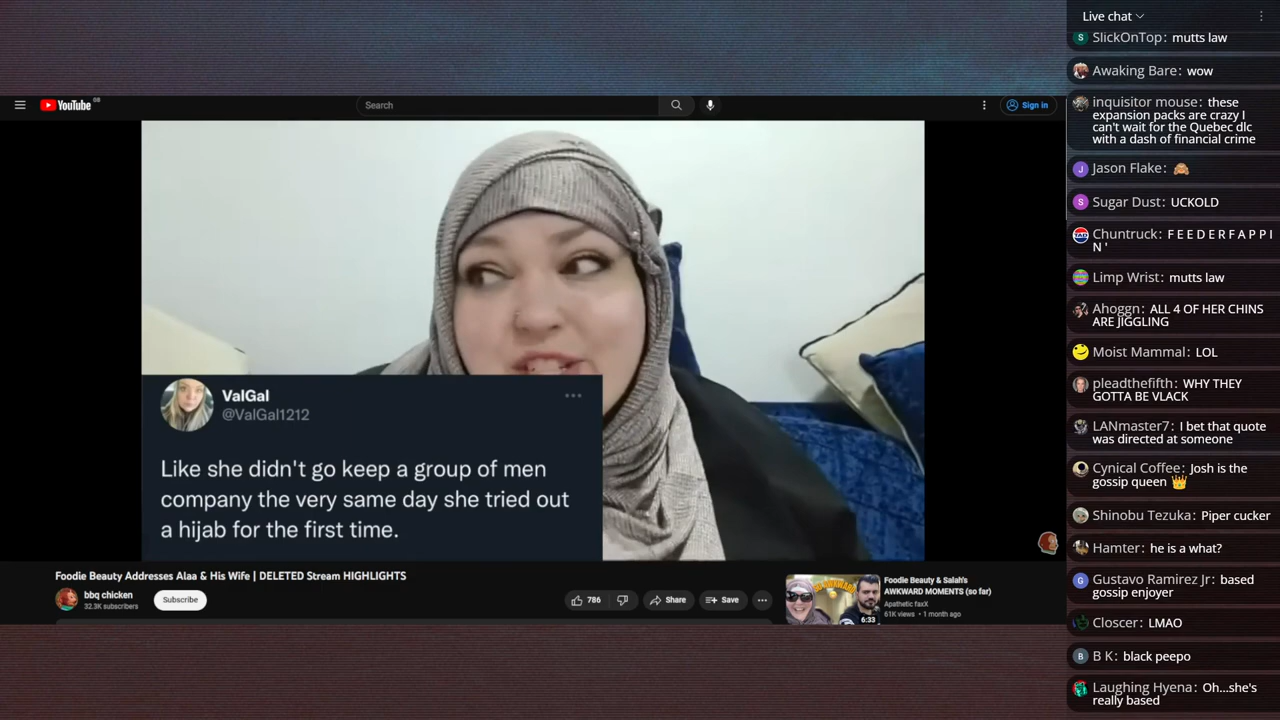 YouTube GB
Search
Sign in
ValGal
@ValGal1212
Like she didn't go keep a group of men
company the very same day she tried out
a hijab for the first time.
Foodie Beauty Addresses Alaa & His Wife | DELETED Stream HIGHLIGHTS
bbq chicken
32.3K subscribers
Subscribe
786
Share
Save
6:33
Foodie Beauty & Salah's
AWKWARD MOMENTS (so far)
Apathetic faxX
61K views • 1 month ago
Live chat
S
SlickOnTop: mutts law
Awaking Bare: wow
inquisitor mouse: these
expansion packs are crazy I
can't wait for the Quebec dlc
with a dash of financial crime
J
Jason Flake: 🙈
S
Sugar Dust: UCKOLD
Chuntruck: F E E D E R F A P P I
N '
Limp Wrist: mutts law
Ahoggn: ALL 4 OF HER CHINS
ARE JIGGLING
Moist Mammal: LOL
pleadthefifth: WHY THEY
GOTTA BE VLACK
LANmaster7: I bet that quote
was directed at someone
Cynical Coffee: Josh is the
gossip queen 👑
Shinobu Tezuka: Piper cucker
Hamter: he is a what?
G
Gustavo Ramirez Jr: based
gossip enjoyer
Closcer: LMAO
B
B K: black peepo
Laughing Hyena: Oh...she's
really based